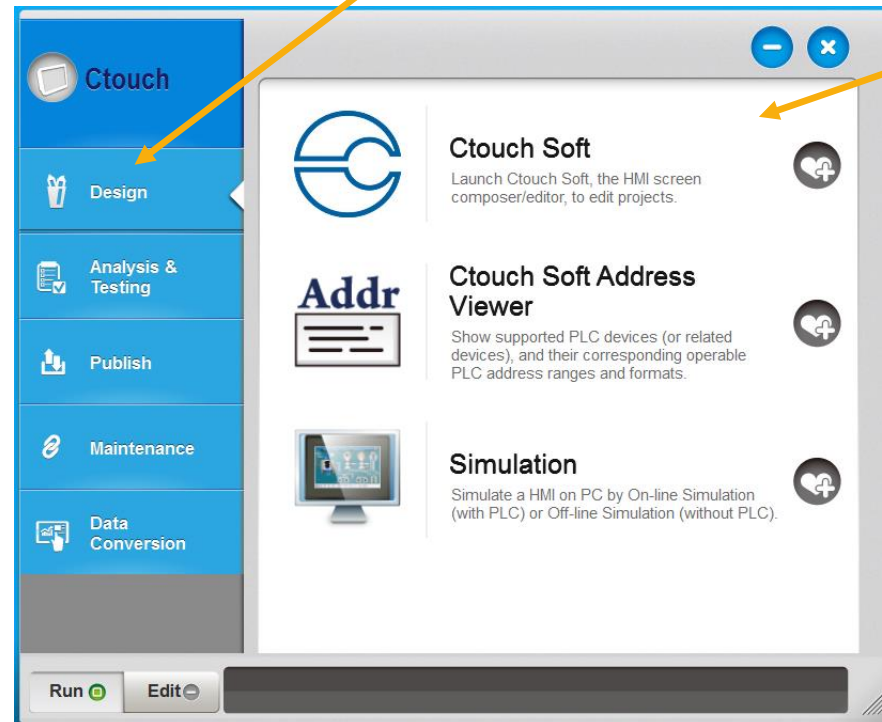 Ctouch
Design
Analysis &
Testing
Publish
Maintenance
Data
Conversion
Ctouch Soft
Launch Ctouch Soft, the HMI screen
composer/editor, to edit projects.
Addr
Ctouch Soft Address
Viewer
Show supported PLC devices (or related
devices), and their corresponding operable
PLC address ranges and formats.
Simulation
Simulate a HMI on PC by On-line Simulation
(with PLC) or Off-line Simulation (without PLC).
Run
Edit